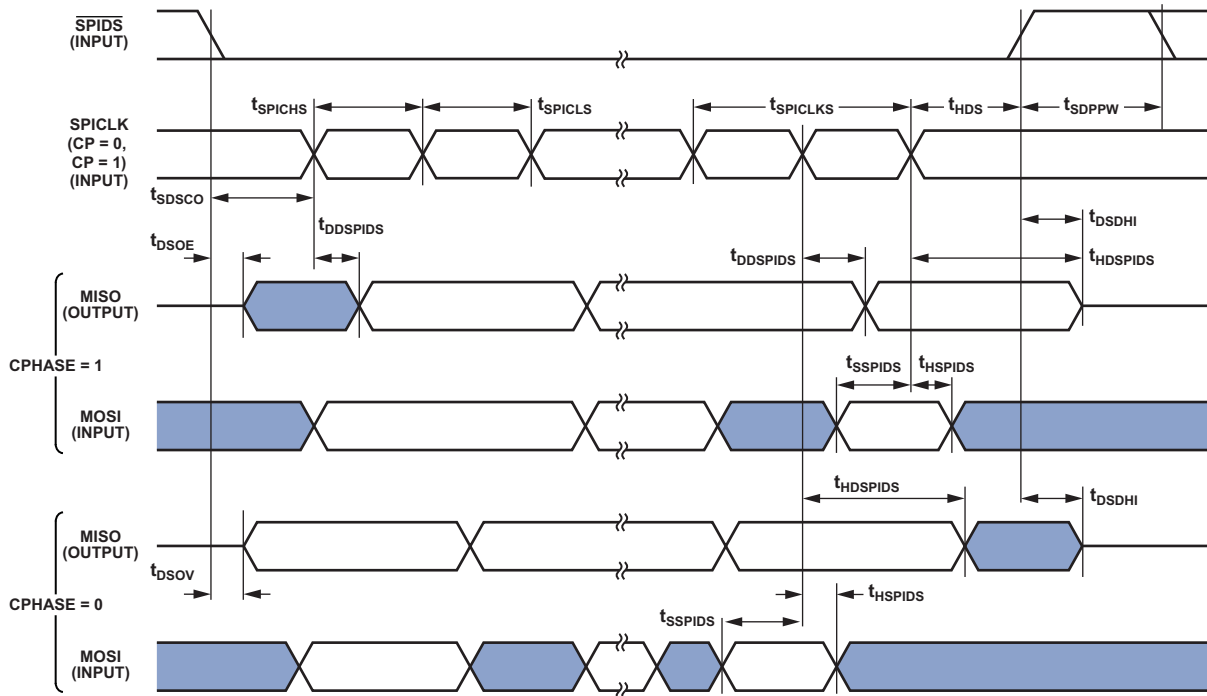 SPIDS
(INPUT)
tSPICHS
tSPICLS
tSPICLKS
tHDS
tSDPPW
SPICLK
(CP = 0,
CP = 1)
(INPUT)
tSDSCO
tDDSPIDS
tDSOE
tDDSPIDS
tDSDHI
tHDSPIDS
MISO
(OUTPUT)
CPHASE = 1
tSSPIDS
tHSPIDS
MOSI
(INPUT)
tHDSPIDS
tDSDHI
MISO
(OUTPUT)
tDSOV
CPHASE = 0
tSSPIDS
tHSPIDS
MOSI
(INPUT)